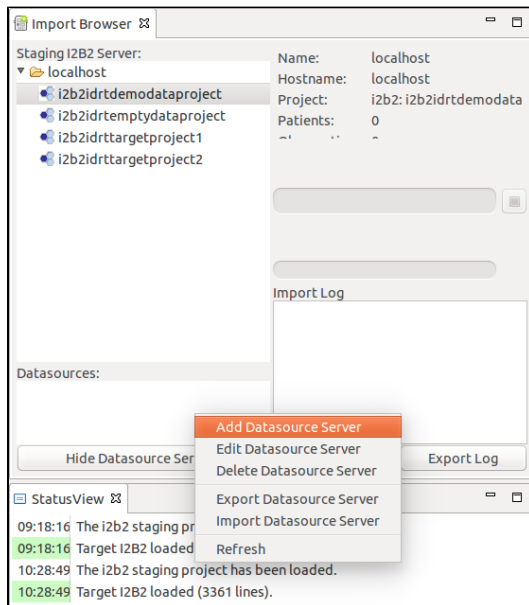 Import Browser
Staging I2B2 Server:
localhost
i2b2idrtdemodataproject
i2b2idrtemptydataproject
i2b2idrttargetproject1
i2b2idrttargetproject2
Name: localhost
Hostname: localhost
Project: i2b2: i2b2idrtdemodata
Patients: 0
Import Log
Datasources:
Add Datasource Server
Edit Datasource Server
Delete Datasource Server
Export Datasource Server
Import Datasource Server
Refresh
Hide Datasource Ser
Export Log
StatusView
09:18:16 The i2b2 staging pr
09:18:16 Target I2B2 loaded
10:28:49 The i2b2 staging project has been loaded.
10:28:49 Target I2B2 loaded (3361 lines).